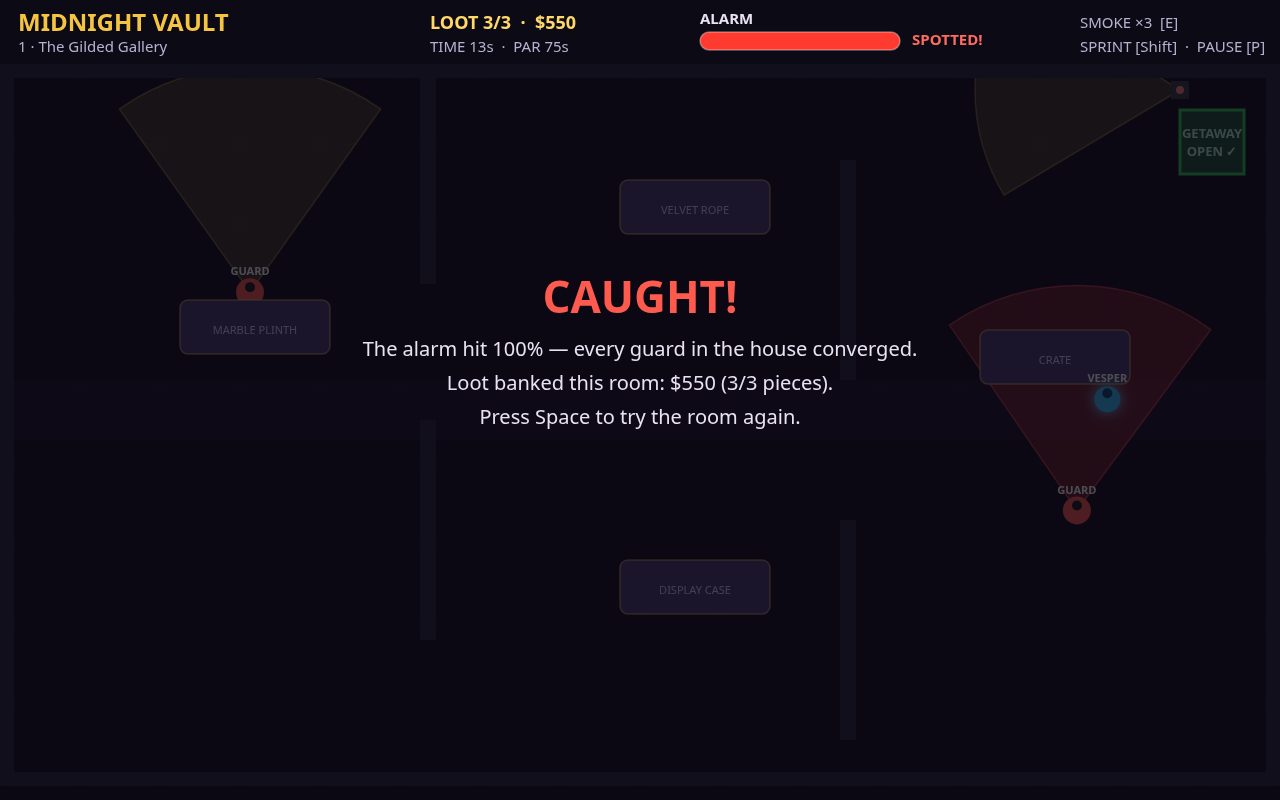 MIDNIGHT VAULT
1 · The Gilded Gallery
LOOT 3/3 · $550
TIME 13s · PAR 75s
ALARM
SPOTTED!
SMOKE ×3 [E]
SPRINT [Shift] · PAUSE [P]
GETAWAY
OPEN ✓
VELVET ROPE
GUARD
MARBLE PLINTH
CAUGHT!
The alarm hit 100% — every guard in the house converged.
Loot banked this room: $550 (3/3 pieces).
Press Space to try the room again.
CRATE
VESPER
GUARD
DISPLAY CASE